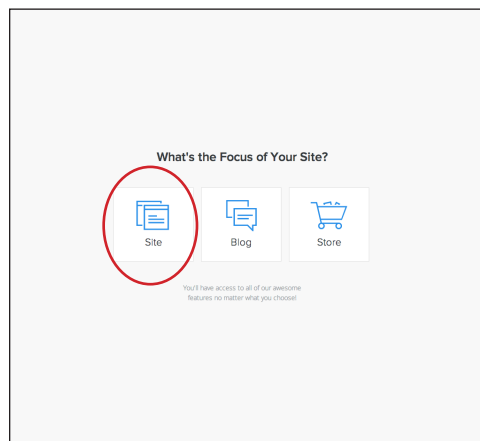 What's the Focus of Your Site?
Site Blog Store
You'll have access to all of our awesome
features no matter what you choose!